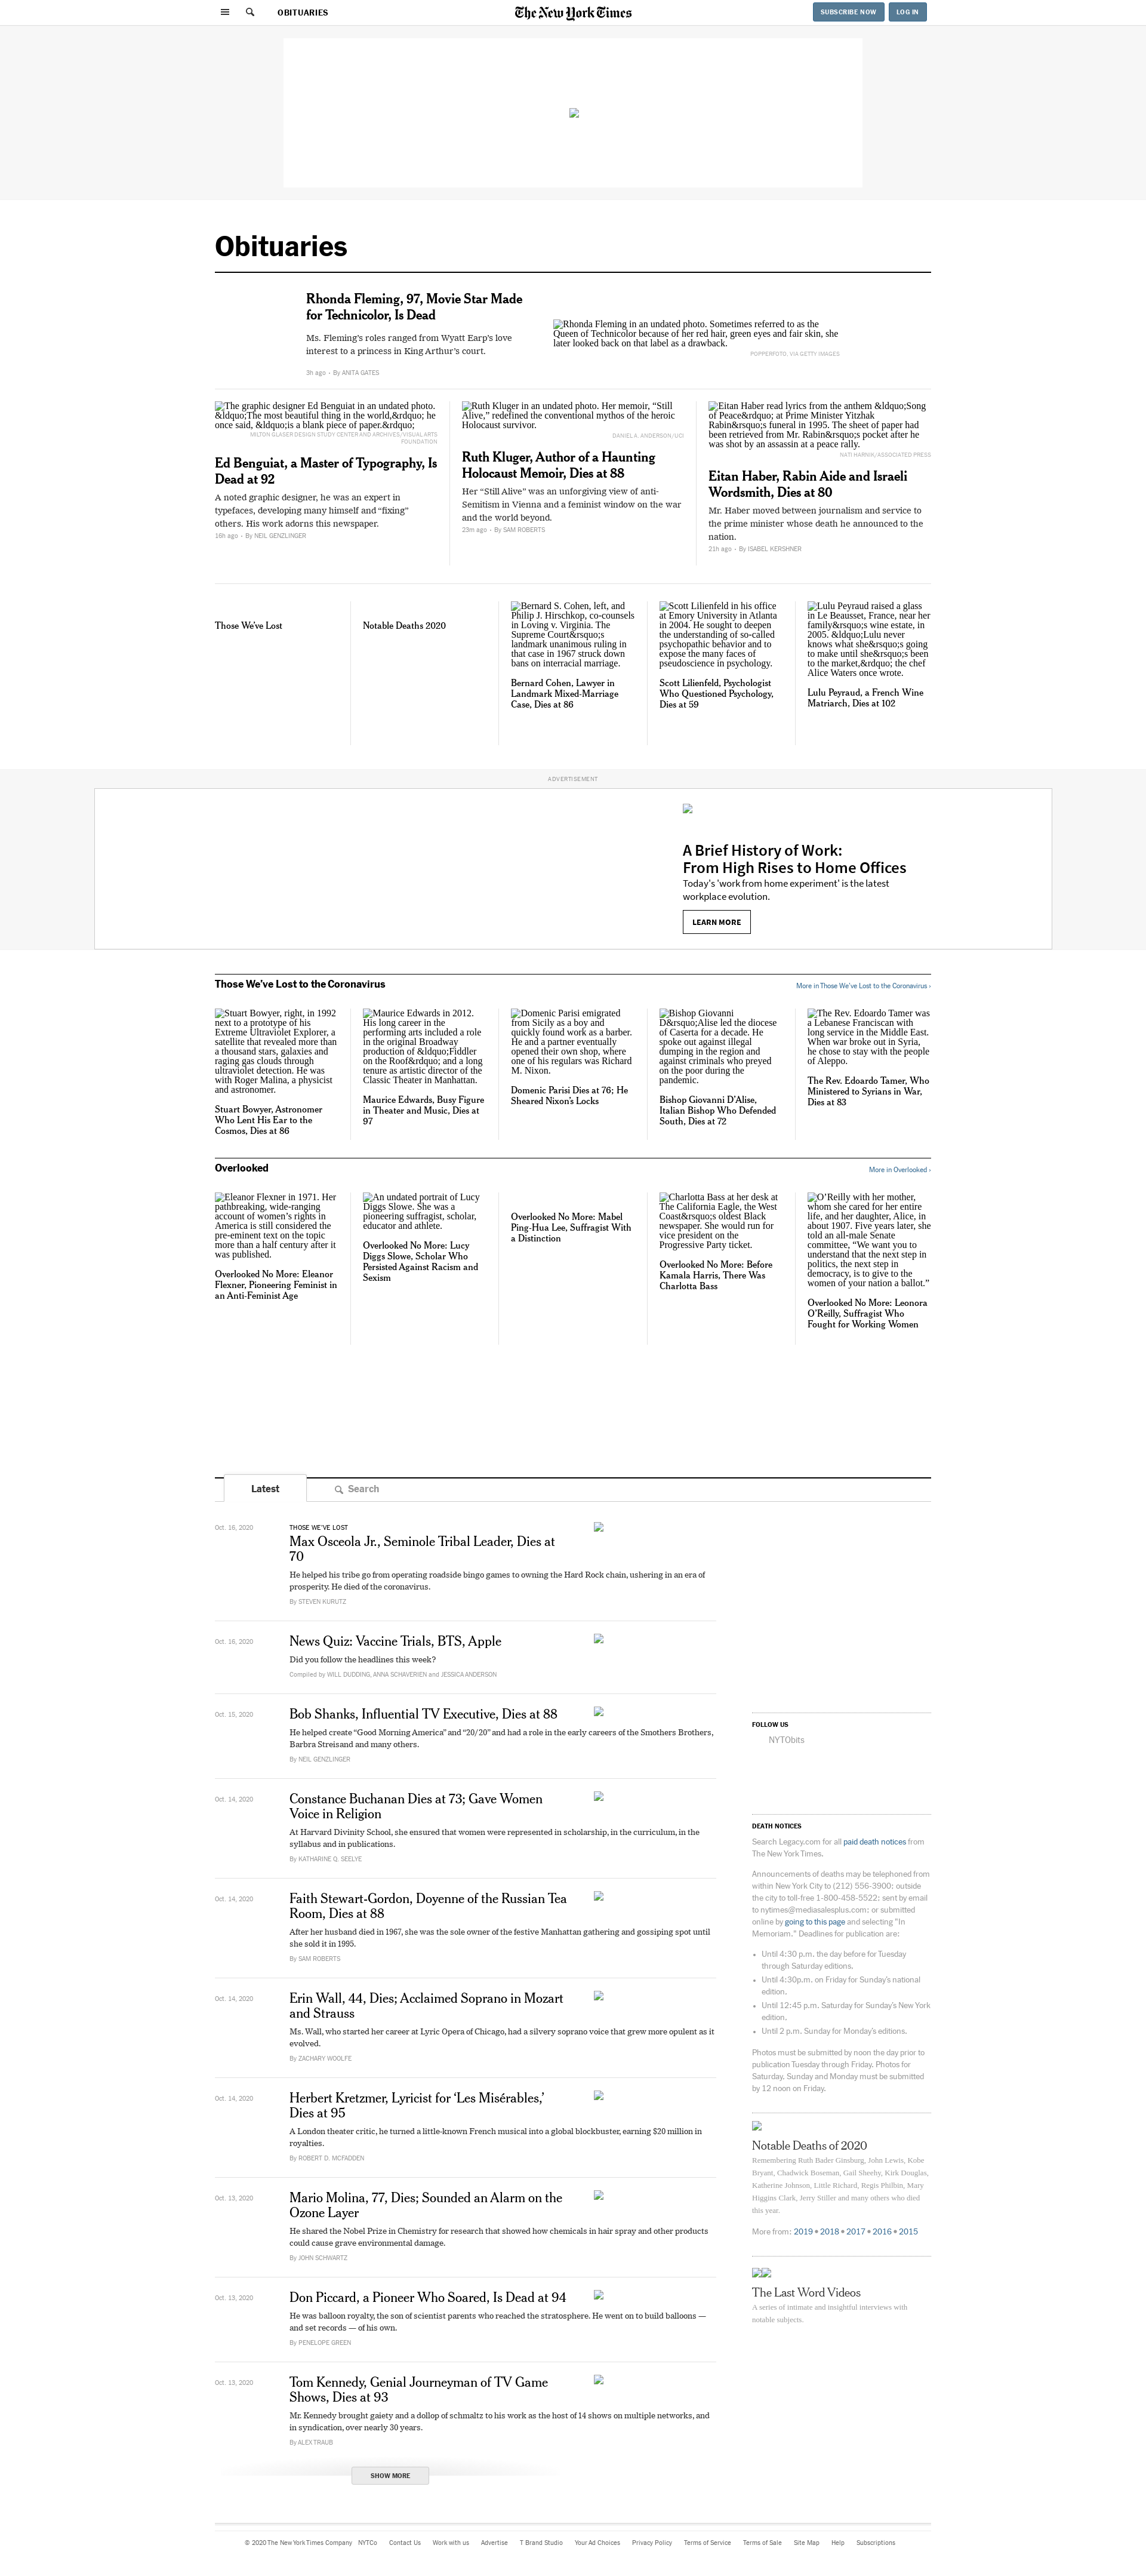 OBITUARIES
The New York Times
SUBSCRIBE NOW
LOG IN
Obituaries
Rhonda Fleming, 97, Movie Star Made
for Technicolor, Is Dead
Ms. Fleming’s roles ranged from Wyatt Earp’s love
interest to a princess in King Arthur’s court.
3h ago • By ANITA GATES
Rhonda Fleming in an undated photo. Sometimes referred to as the
Queen of Technicolor because of her red hair, green eyes and fair skin, she
later looked back on that label as a drawback.
POPPERFOTO, VIA GETTY IMAGES
The graphic designer Ed Benguiat in an undated photo.
&ldquo;The most beautiful thing in the world,&rdquo; he
once said, &ldquo;is a blank piece of paper.&rdquo;
MILTON GLASER DESIGN STUDY CENTER AND ARCHIVES/VISUAL ARTS
FOUNDATION
Ed Benguiat, a Master of Typography, Is
Dead at 92
A noted graphic designer, he was an expert in
typefaces, developing many himself and “fixing”
others. His work adorns this newspaper.
16h ago • By NEIL GENZLINGER
Ruth Kluger in an undated photo. Her memoir, “Still
Alive,” redefined the conventional mythos of the heroic
Holocaust survivor.
DANIEL A. ANDERSON/UCI
Ruth Kluger, Author of a Haunting
Holocaust Memoir, Dies at 88
Her “Still Alive” was an unforgiving view of anti-
Semitism in Vienna and a feminist window on the war
and the world beyond.
23m ago • By SAM ROBERTS
Eitan Haber read lyrics from the anthem &ldquo;Song
of Peace&rdquo; at Prime Minister Yitzhak
Rabin&rsquo;s funeral in 1995. The sheet of paper had
been retrieved from Mr. Rabin&rsquo;s pocket after he
was shot by an assassin at a peace rally.
NATI HARNIK/ASSOCIATED PRESS
Eitan Haber, Rabin Aide and Israeli
Wordsmith, Dies at 80
Mr. Haber moved between journalism and service to
the prime minister whose death he announced to the
nation.
21h ago • By ISABEL KERSHNER
Those We’ve Lost
Notable Deaths 2020
Bernard S. Cohen, left, and
Philip J. Hirschkop, co-counsels
in Loving v. Virginia. The
Supreme Court&rsquo;s
landmark unanimous ruling in
that case in 1967 struck down
bans on interracial marriage.
Bernard Cohen, Lawyer in
Landmark Mixed-Marriage
Case, Dies at 86
Scott Lilienfeld in his office
at Emory University in Atlanta
in 2004. He sought to deepen
the understanding of so-called
psychopathic behavior and to
expose the many faces of
pseudoscience in psychology.
Scott Lilienfeld, Psychologist
Who Questioned Psychology,
Dies at 59
Lulu Peyraud raised a glass
in Le Beausset, France, near her
family&rsquo;s wine estate, in
2005. &ldquo;Lulu never
knows what she&rsquo;s going
to make until she&rsquo;s been
to the market,&rdquo; the chef
Alice Waters once wrote.
Lulu Peyraud, a French Wine
Matriarch, Dies at 102
ADVERTISEMENT
A Brief History of Work:
From High Rises to Home Offices
Today's 'work from home experiment' is the latest
workplace evolution.
LEARN MORE
Those We’ve Lost to the Coronavirus
More in Those We’ve Lost to the Coronavirus ›
Stuart Bowyer, right, in 1992
next to a prototype of his
Extreme Ultraviolet Explorer, a
satellite that revealed more than
a thousand stars, galaxies and
raging gas clouds through
ultraviolet detection. He was
with Roger Malina, a physicist
and astronomer.
Stuart Bowyer, Astronomer
Who Lent His Ear to the
Cosmos, Dies at 86
Maurice Edwards in 2012.
His long career in the
performing arts included a role
in the original Broadway
production of &ldquo;Fiddler
on the Roof&rdquo; and a long
tenure as artistic director of the
Classic Theater in Manhattan.
Maurice Edwards, Busy Figure
in Theater and Music, Dies at
97
Domenic Parisi emigrated
from Sicily as a boy and
quickly found work as a barber.
He and a partner eventually
opened their own shop, where
one of his regulars was Richard
M. Nixon.
Domenic Parisi Dies at 76; He
Sheared Nixon’s Locks
Bishop Giovanni
D&rsquo;Alise led the diocese
of Caserta for a decade. He
spoke out against illegal
dumping in the region and
against criminals who preyed
on the poor during the
pandemic.
Bishop Giovanni D’Alise,
Italian Bishop Who Defended
South, Dies at 72
The Rev. Edoardo Tamer was
a Lebanese Franciscan with
long service in the Middle East.
When war broke out in Syria,
he chose to stay with the people
of Aleppo.
The Rev. Edoardo Tamer, Who
Ministered to Syrians in War,
Dies at 83
Overlooked
More in Overlooked ›
Eleanor Flexner in 1971. Her
pathbreaking, wide-ranging
account of women’s rights in
America is still considered the
pre-eminent text on the topic
more than a half century after it
was published.
Overlooked No More: Eleanor
Flexner, Pioneering Feminist in
an Anti-Feminist Age
An undated portrait of Lucy
Diggs Slowe. She was a
pioneering suffragist, scholar,
educator and athlete.
Overlooked No More: Lucy
Diggs Slowe, Scholar Who
Persisted Against Racism and
Sexism
Overlooked No More: Mabel
Ping-Hua Lee, Suffragist With
a Distinction
Charlotta Bass at her desk at
The California Eagle, the West
Coast&rsquo;s oldest Black
newspaper. She would run for
vice president on the
Progressive Party ticket.
Overlooked No More: Before
Kamala Harris, There Was
Charlotta Bass
O’Reilly with her mother,
whom she cared for her entire
life, and her daughter, Alice, in
about 1907. Five years later, she
told an all-male Senate
committee, “We want you to
understand that the next step in
politics, the next step in
democracy, is to give to the
women of your nation a ballot.”
Overlooked No More: Leonora
O’Reilly, Suffragist Who
Fought for Working Women
Latest
Search
Oct. 16, 2020
THOSE WE’VE LOST
Max Osceola Jr., Seminole Tribal Leader, Dies at
70
He helped his tribe go from operating roadside bingo games to owning the Hard Rock chain, ushering in an era of
prosperity. He died of the coronavirus.
By STEVEN KURUTZ
Oct. 16, 2020
News Quiz: Vaccine Trials, BTS, Apple
Did you follow the headlines this week?
Compiled by WILL DUDDING, ANNA SCHAVERIEN and JESSICA ANDERSON
Oct. 15, 2020
Bob Shanks, Influential TV Executive, Dies at 88
He helped create “Good Morning America” and “20/20” and had a role in the early careers of the Smothers Brothers,
Barbra Streisand and many others.
By NEIL GENZLINGER
Oct. 14, 2020
Constance Buchanan Dies at 73; Gave Women
Voice in Religion
At Harvard Divinity School, she ensured that women were represented in scholarship, in the curriculum, in the
syllabus and in publications.
By KATHARINE Q. SEELYE
Oct. 14, 2020
Faith Stewart-Gordon, Doyenne of the Russian Tea
Room, Dies at 88
After her husband died in 1967, she was the sole owner of the festive Manhattan gathering and gossiping spot until
she sold it in 1995.
By SAM ROBERTS
Oct. 14, 2020
Erin Wall, 44, Dies; Acclaimed Soprano in Mozart
and Strauss
Ms. Wall, who started her career at Lyric Opera of Chicago, had a silvery soprano voice that grew more opulent as it
evolved.
By ZACHARY WOOLFE
Oct. 14, 2020
Herbert Kretzmer, Lyricist for ‘Les Misérables,’
Dies at 95
A London theater critic, he turned a little-known French musical into a global blockbuster, earning $20 million in
royalties.
By ROBERT D. MCFADDEN
Oct. 13, 2020
Mario Molina, 77, Dies; Sounded an Alarm on the
Ozone Layer
He shared the Nobel Prize in Chemistry for research that showed how chemicals in hair spray and other products
could cause grave environmental damage.
By JOHN SCHWARTZ
Oct. 13, 2020
Don Piccard, a Pioneer Who Soared, Is Dead at 94
He was balloon royalty, the son of scientist parents who reached the stratosphere. He went on to build balloons —
and set records — of his own.
By PENELOPE GREEN
Oct. 13, 2020
Tom Kennedy, Genial Journeyman of TV Game
Shows, Dies at 93
Mr. Kennedy brought gaiety and a dollop of schmaltz to his work as the host of 14 shows on multiple networks, and
in syndication, over nearly 30 years.
By ALEX TRAUB
SHOW MORE
FOLLOW US
NYTObits
DEATH NOTICES
Search Legacy.com for all paid death notices from
The New York Times.
Announcements of deaths may be telephoned from
within New York City to (212) 556-3900; outside
the city to toll-free 1-800-458-5522; sent by email
to nytimes@mediasalesplus.com; or submitted
online by going to this page and selecting "In
Memoriam." Deadlines for publication are:
• Until 4:30 p.m. the day before for Tuesday
through Saturday editions.
• Until 4:30p.m. on Friday for Sunday’s national
edition.
• Until 12:45 p.m. Saturday for Sunday’s New York
edition.
• Until 2 p.m. Sunday for Monday’s editions.
Photos must be submitted by noon the day prior to
publication Tuesday through Friday. Photos for
Saturday, Sunday and Monday must be submitted
by 12 noon on Friday.
Notable Deaths of 2020
Remembering Ruth Bader Ginsburg, John Lewis, Kobe
Bryant, Chadwick Boseman, Gail Sheehy, Kirk Douglas,
Katherine Johnson, Little Richard, Regis Philbin, Mary
Higgins Clark, Jerry Stiller and many others who died
this year.
More from: 2019 • 2018 • 2017 • 2016 • 2015
The Last Word Videos
A series of intimate and insightful interviews with
notable subjects.
© 2020 The New York Times Company NYTCo Contact Us Work with us Advertise T Brand Studio Your Ad Choices Privacy Policy Terms of Service Terms of Sale Site Map Help Subscriptions